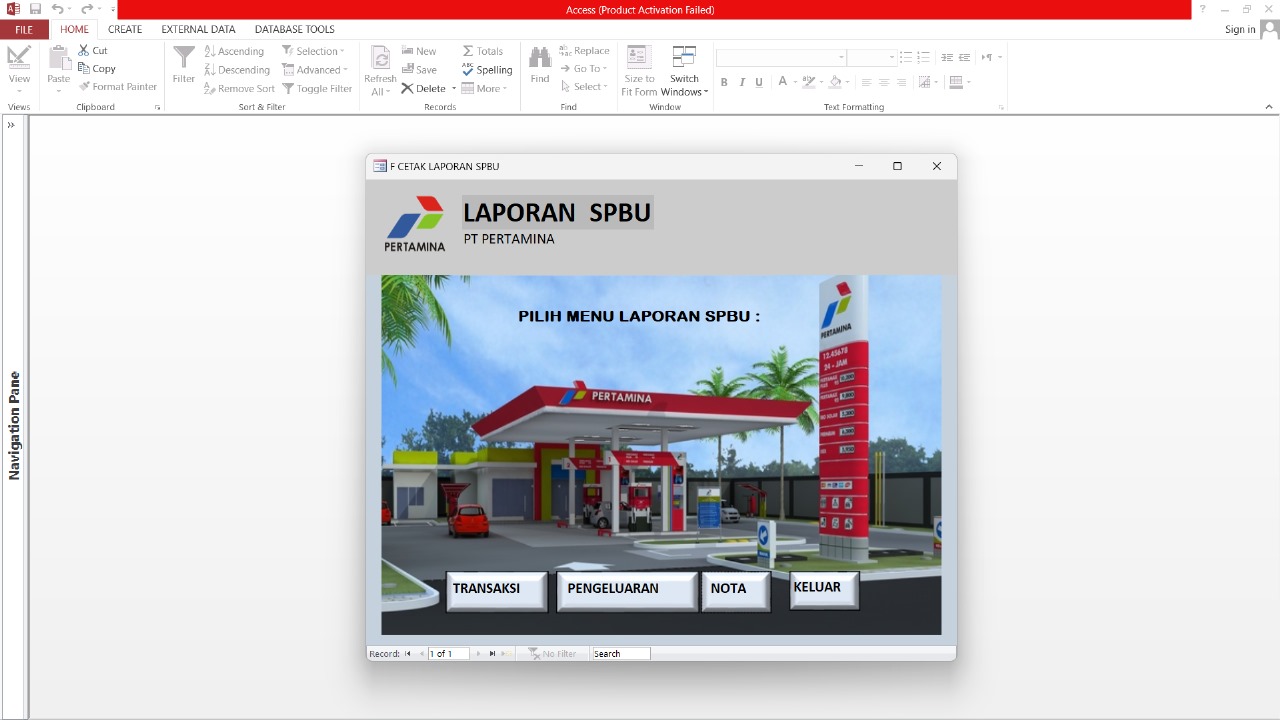 Access (Product Activation Failed)
FILE HOME CREATE EXTERNAL DATA DATABASE TOOLS Sign in
View Paste Cut Copy Format Painter
Filter Ascending Descending Remove Sort Selection Advanced Toggle Filter
Refresh All New Save Delete Totals Spelling More
Find Replace Go To Select
Size to Fit Form Switch Windows
B I U A
Views Clipboard Sort & Filter Records Find Window Text Formatting
Navigation Pane
F CETAK LAPORAN SPBU
PERTAMINA
LAPORAN SPBU
PT PERTAMINA
PILIH MENU LAPORAN SPBU :
PERTAMINA
PERTAMINA
12.43678
24 - JAM
TRANSAKSI PENGELUARAN NOTA KELUAR
Record: 1 of 1 No Filter Search